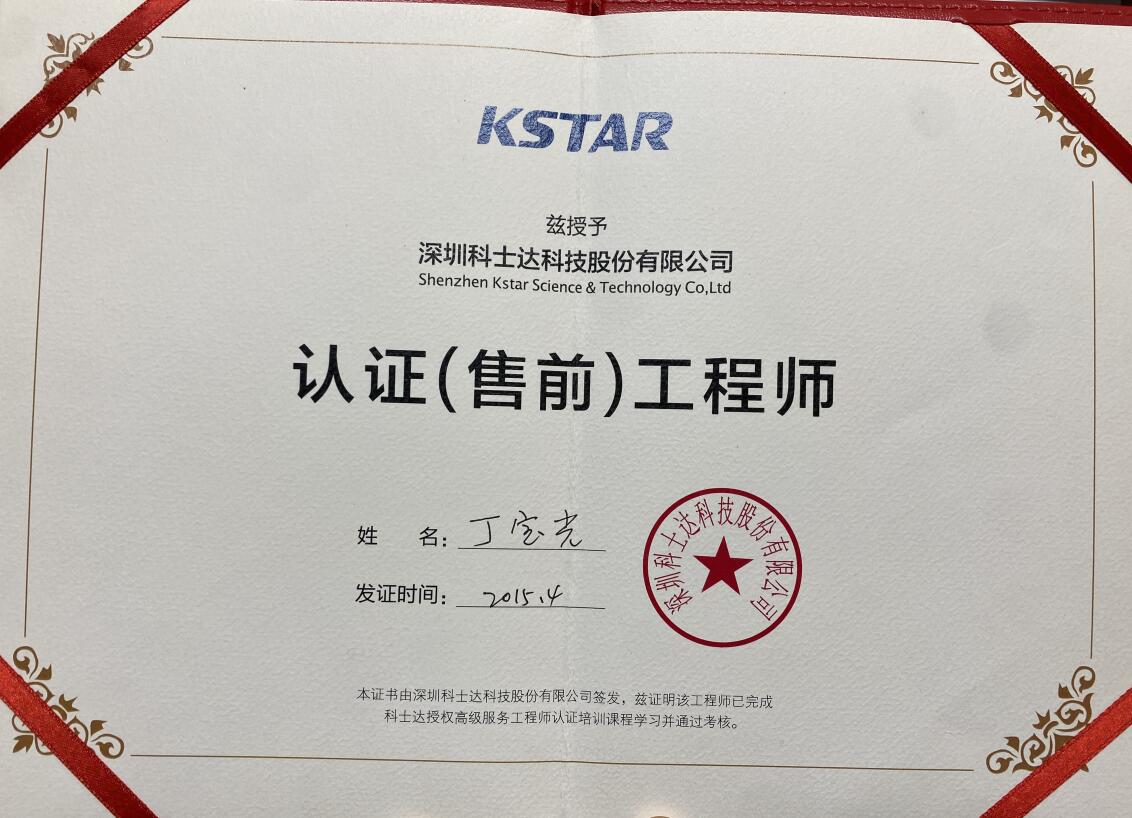 KSTAR
兹授予
深圳科士达科技股份有限公司
Shenzhen Kstar Science & Technology Co,Ltd
认证(售前)工程师
姓 名: 丁宝光
发证时间: 2015.4
深圳科士达科技股份有限公司
本证书由深圳科士达科技股份有限公司签发，兹证明该工程师已完成
科士达授权高级服务工程师认证培训课程学习并通过考核。